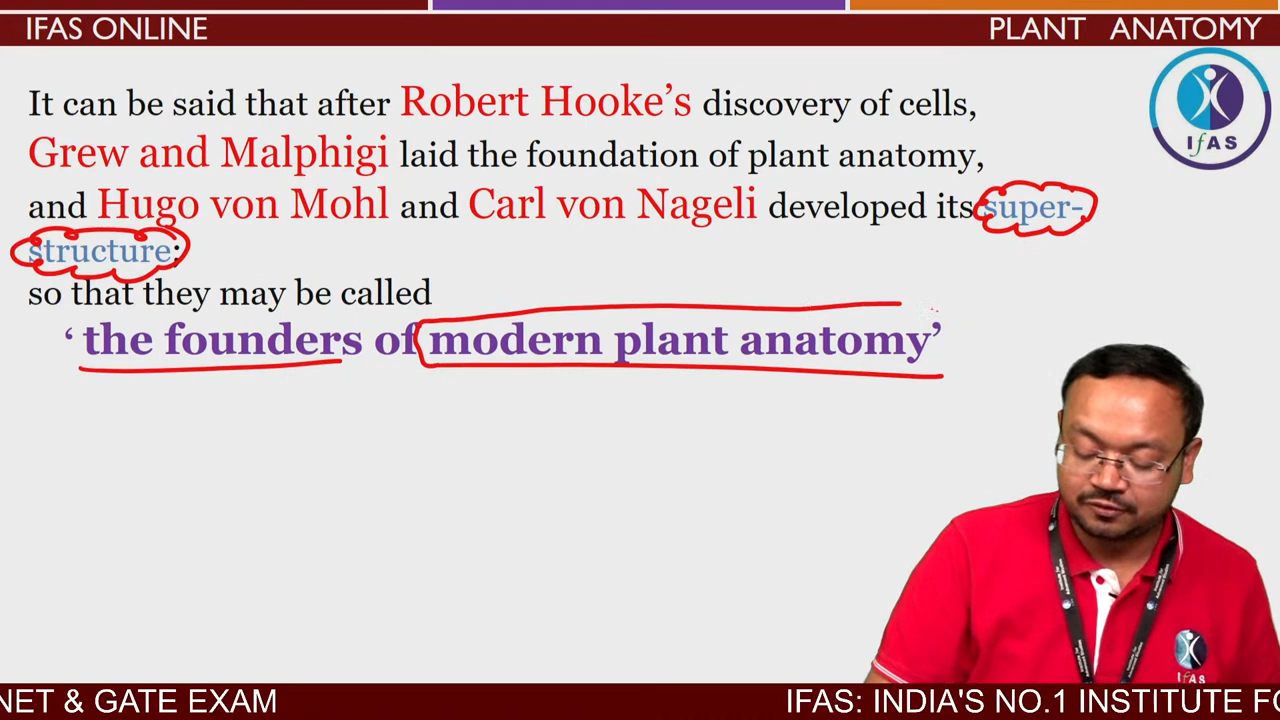 IFAS ONLINE
PLANT ANATOMY
It can be said that after Robert Hooke's discovery of cells,
Grew and Malphigi laid the foundation of plant anatomy,
and Hugo von Mohl and Carl von Nageli developed its super-
structure;
so that they may be called
‘ the founders of modern plant anatomy’
IfAS
IfAS
NET & GATE EXAM
IFAS: INDIA'S NO.1 INSTITUTE FO